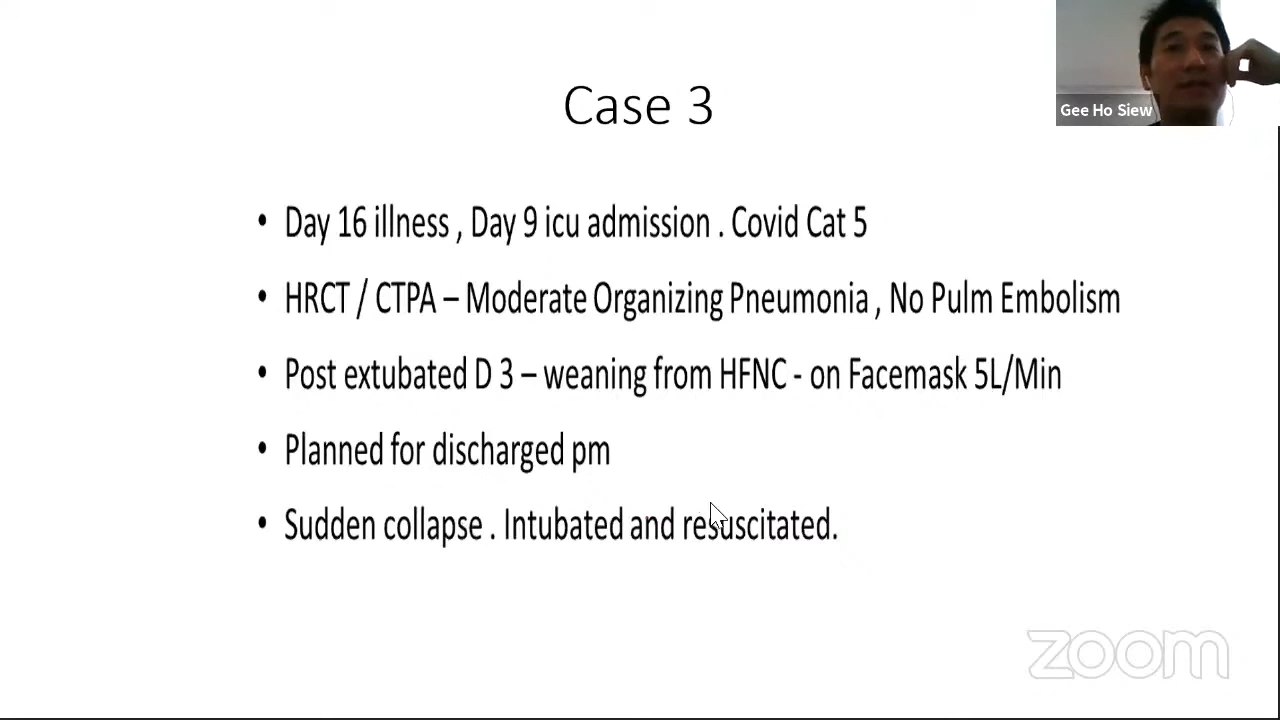 Case 3
Gee Ho Siew
• Day 16 illness , Day 9 icu admission . Covid Cat 5
• HRCT / CTPA – Moderate Organizing Pneumonia , No Pulm Embolism
• Post extubated D 3 – weaning from HFNC - on Facemask 5L/Min
• Planned for discharged pm
• Sudden collapse . Intubated and resuscitated.
zoom